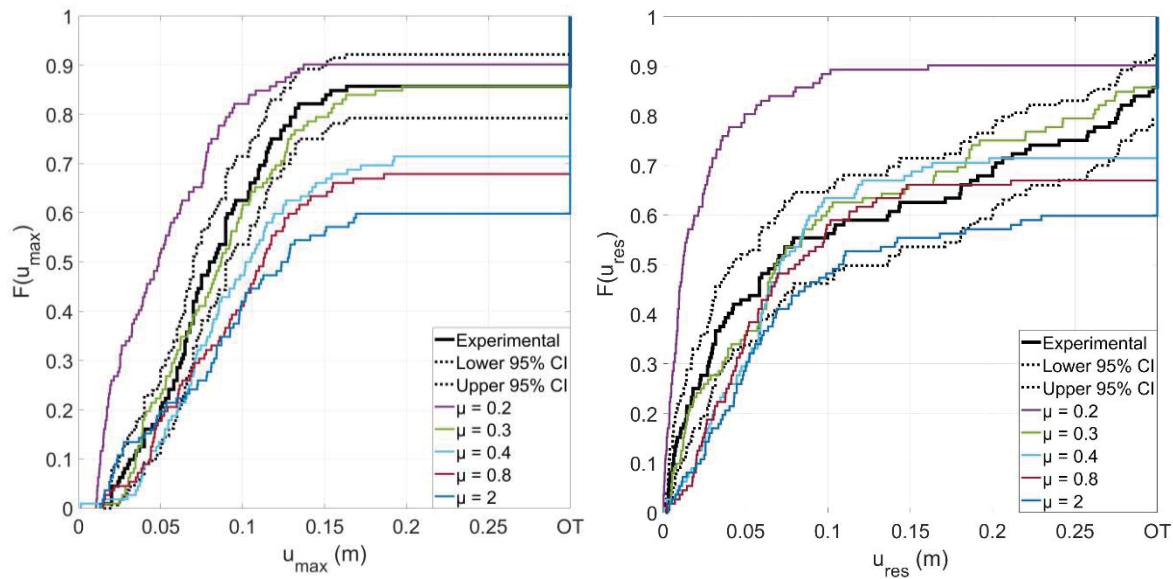 1
0.9
0.8
0.7
0.6
0.5
0.4
0.3
0.2
0.1
0
F(u_max)
0 0.05 0.1 0.15 0.2 0.25 OT
u_max (m)
Experimental
Lower 95% CI
Upper 95% CI
μ = 0.2
μ = 0.3
μ = 0.4
μ = 0.8
μ = 2
1
0.9
0.8
0.7
0.6
0.5
0.4
0.3
0.2
0.1
0
F(u_res)
0 0.05 0.1 0.15 0.2 0.25 OT
u_res (m)
Experimental
Lower 95% CI
Upper 95% CI
μ = 0.2
μ = 0.3
μ = 0.4
μ = 0.8
μ = 2